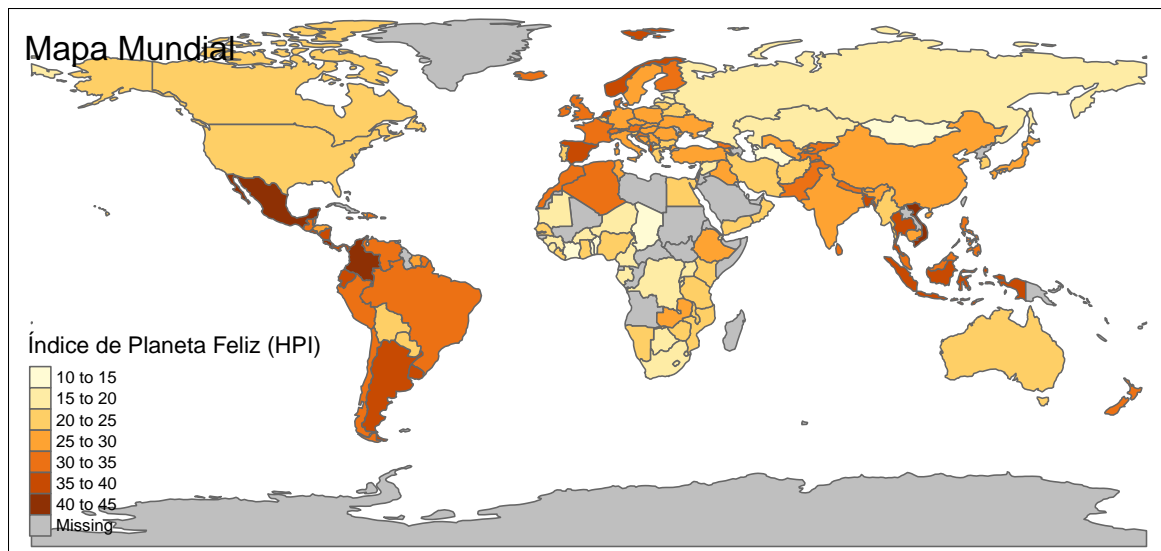 Mapa Mundial
Índice de Planeta Feliz (HPI)
10 to 15
15 to 20
20 to 25
25 to 30
30 to 35
35 to 40
40 to 45
Missing